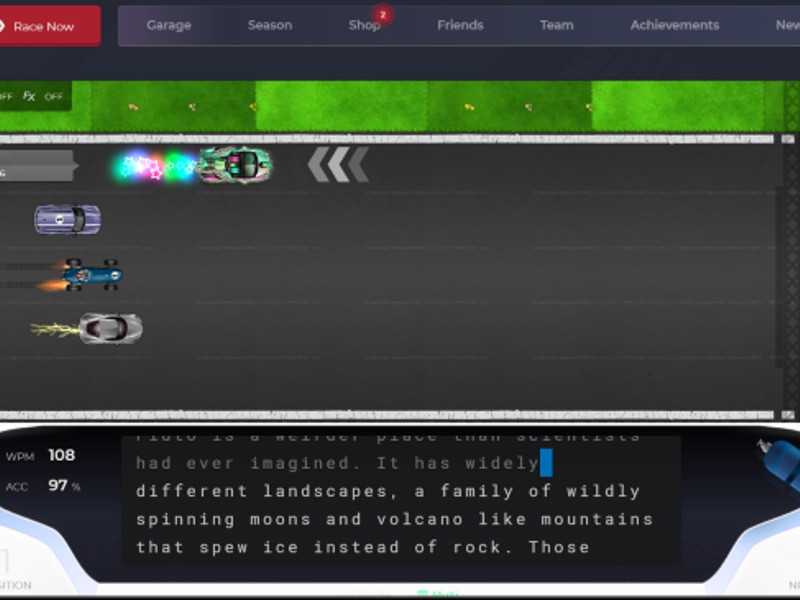 Race Now
Garage
Season
Shop
2
Friends
Team
Achievements
OFF
FX OFF
Pluto is a weirder place than scientists
WPM 108
had ever imagined. It has widely
ACC 97 %
different landscapes, a family of wildly
spinning moons and volcano like mountains
that spew ice instead of rock. Those